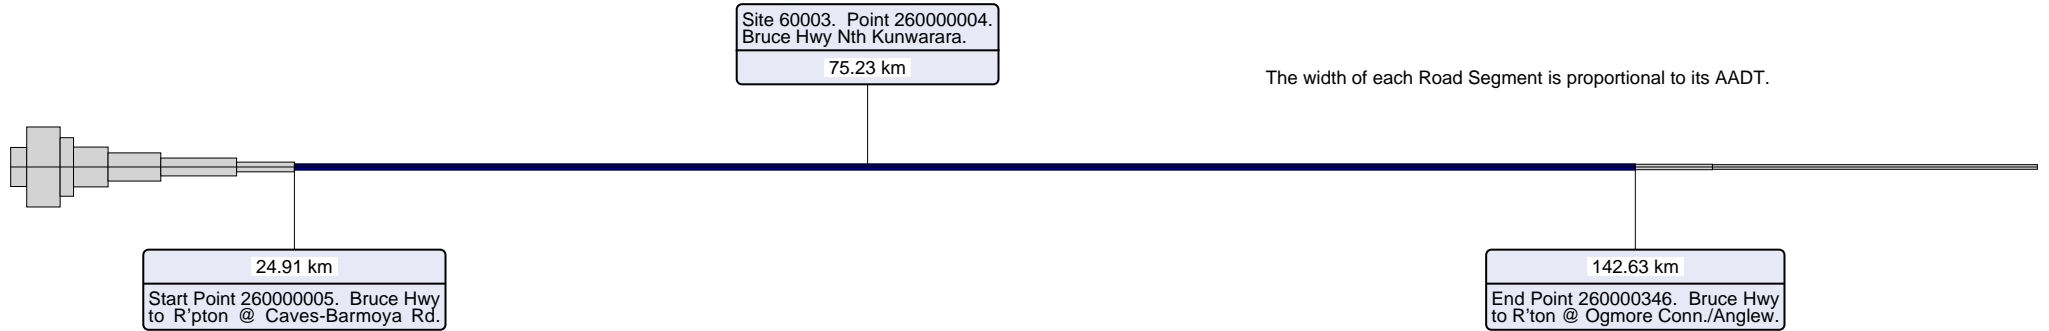 Site 60003. Point 260000004.
Bruce Hwy Nth Kunwarara.
75.23 km
The width of each Road Segment is proportional to its AADT.
24.91 km
Start Point 260000005. Bruce Hwy
to R'pton @ Caves-Barmoya Rd.
142.63 km
End Point 260000346. Bruce Hwy
to R'ton @ Ogmore Conn./Anglew.